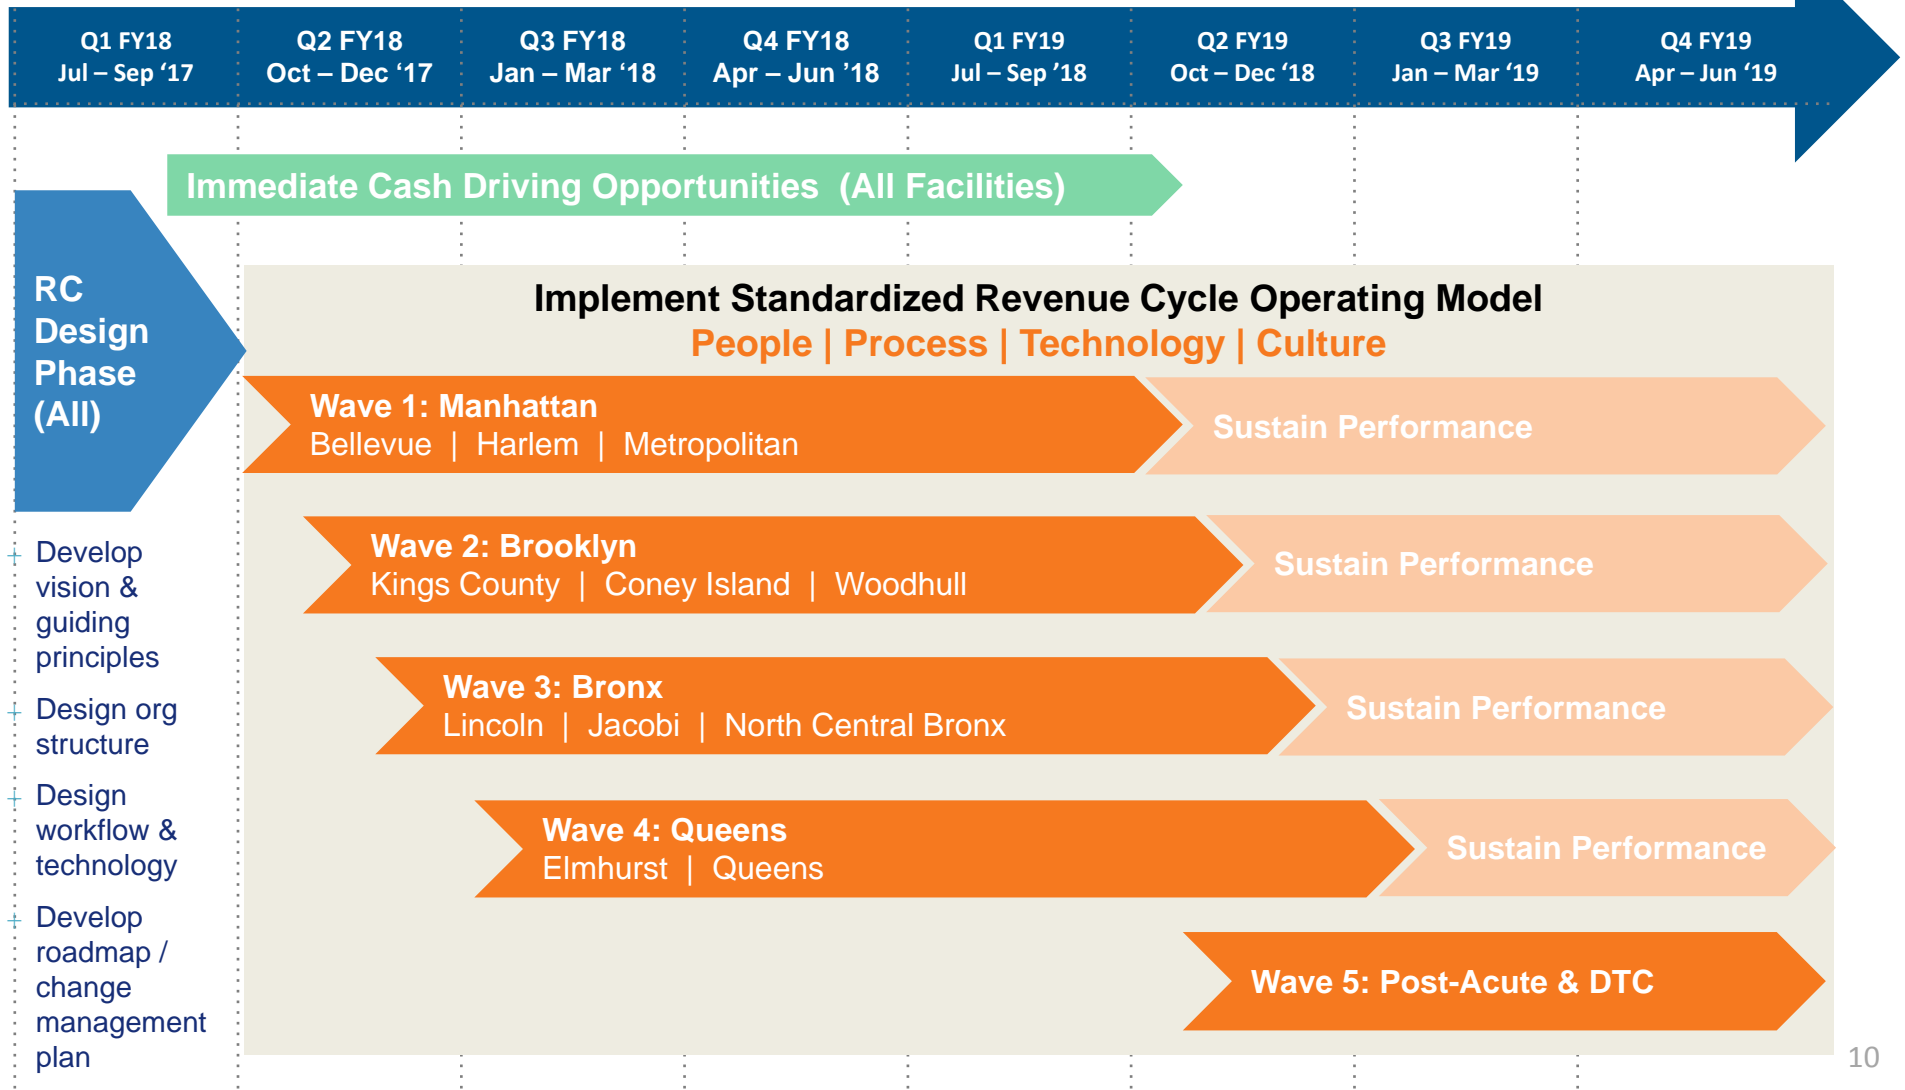 Q1 FY18
Jul – Sep ‘17
Q2 FY18
Oct – Dec ‘17
Q3 FY18
Jan – Mar ‘18
Q4 FY18
Apr – Jun ’18
Q1 FY19
Jul – Sep ’18
Q2 FY19
Oct – Dec ‘18
Q3 FY19
Jan – Mar ‘19
Q4 FY19
Apr – Jun ‘19
Immediate Cash Driving Opportunities (All Facilities)
RC
Design
Phase
(All)
Implement Standardized Revenue Cycle Operating Model
People | Process | Technology | Culture
Wave 1: Manhattan
Bellevue | Harlem | Metropolitan
Sustain Performance
Wave 2: Brooklyn
Kings County | Coney Island | Woodhull
Sustain Performance
Wave 3: Bronx
Lincoln | Jacobi | North Central Bronx
Sustain Performance
Wave 4: Queens
Elmhurst | Queens
Sustain Performance
Wave 5: Post-Acute & DTC
+ Develop
vision &
guiding
principles
+ Design org
structure
+ Design
workflow &
technology
+ Develop
roadmap /
change
management
plan
10